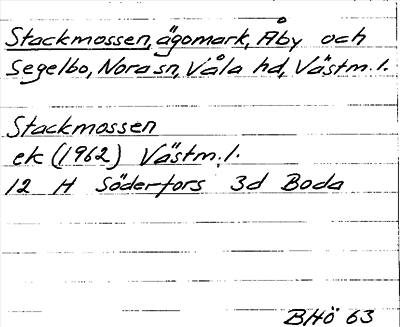 Stackmossen, ägomark, Åby och
Segelbo, Nora sn, Våla hd, Västm.l.
Stackmossen
ek (1962) Västm.l.
12 H Söderfors 3d Boda
BHö 63